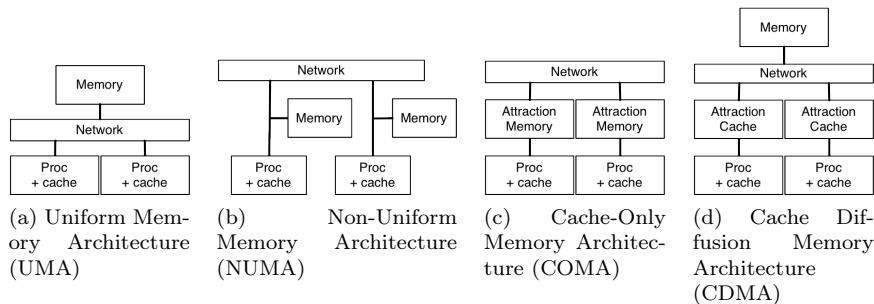 Memory
Network
Proc
+ cache
Proc
+ cache
(a) Uniform Mem-
ory Architecture
(UMA)
Network
Memory
Memory
Proc
+ cache
Proc
+ cache
(b) Non-Uniform
Memory Architecture
(NUMA)
Network
Attraction
Memory
Attraction
Memory
Proc
+ cache
Proc
+ cache
(c) Cache-Only
Memory Architec-
ture (COMA)
Memory
Network
Attraction
Cache
Attraction
Cache
Proc
+ cache
Proc
+ cache
(d) Cache Dif-
fusion Memory
Architecture
(CDMA)